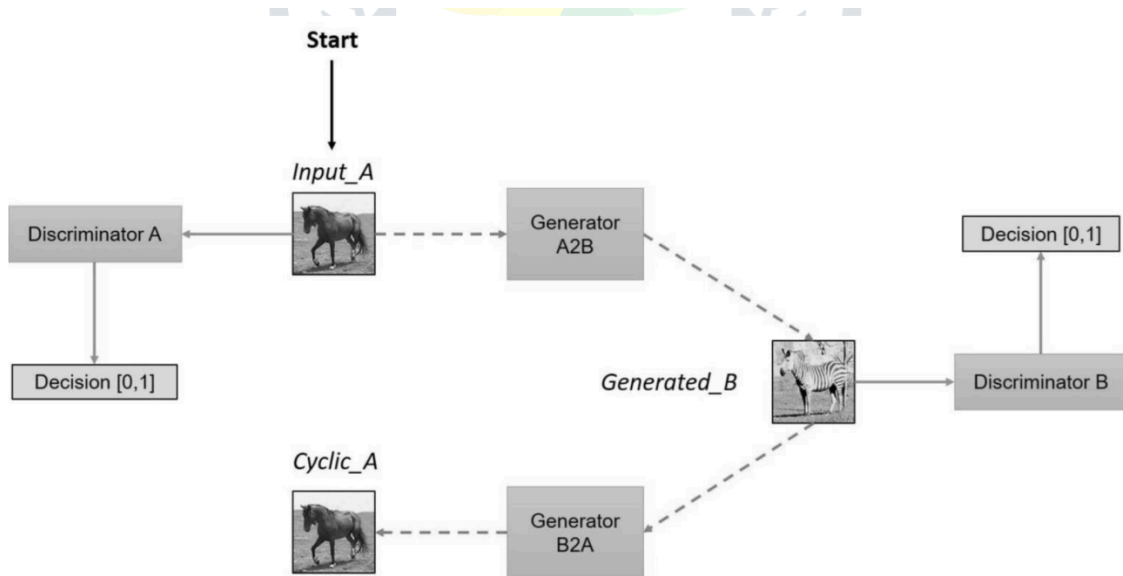 Start
Input_A
Discriminator A
Generator
A2B
Decision [0,1]
Decision [0,1]
Generated_B
Discriminator B
Cyclic_A
Generator
B2A